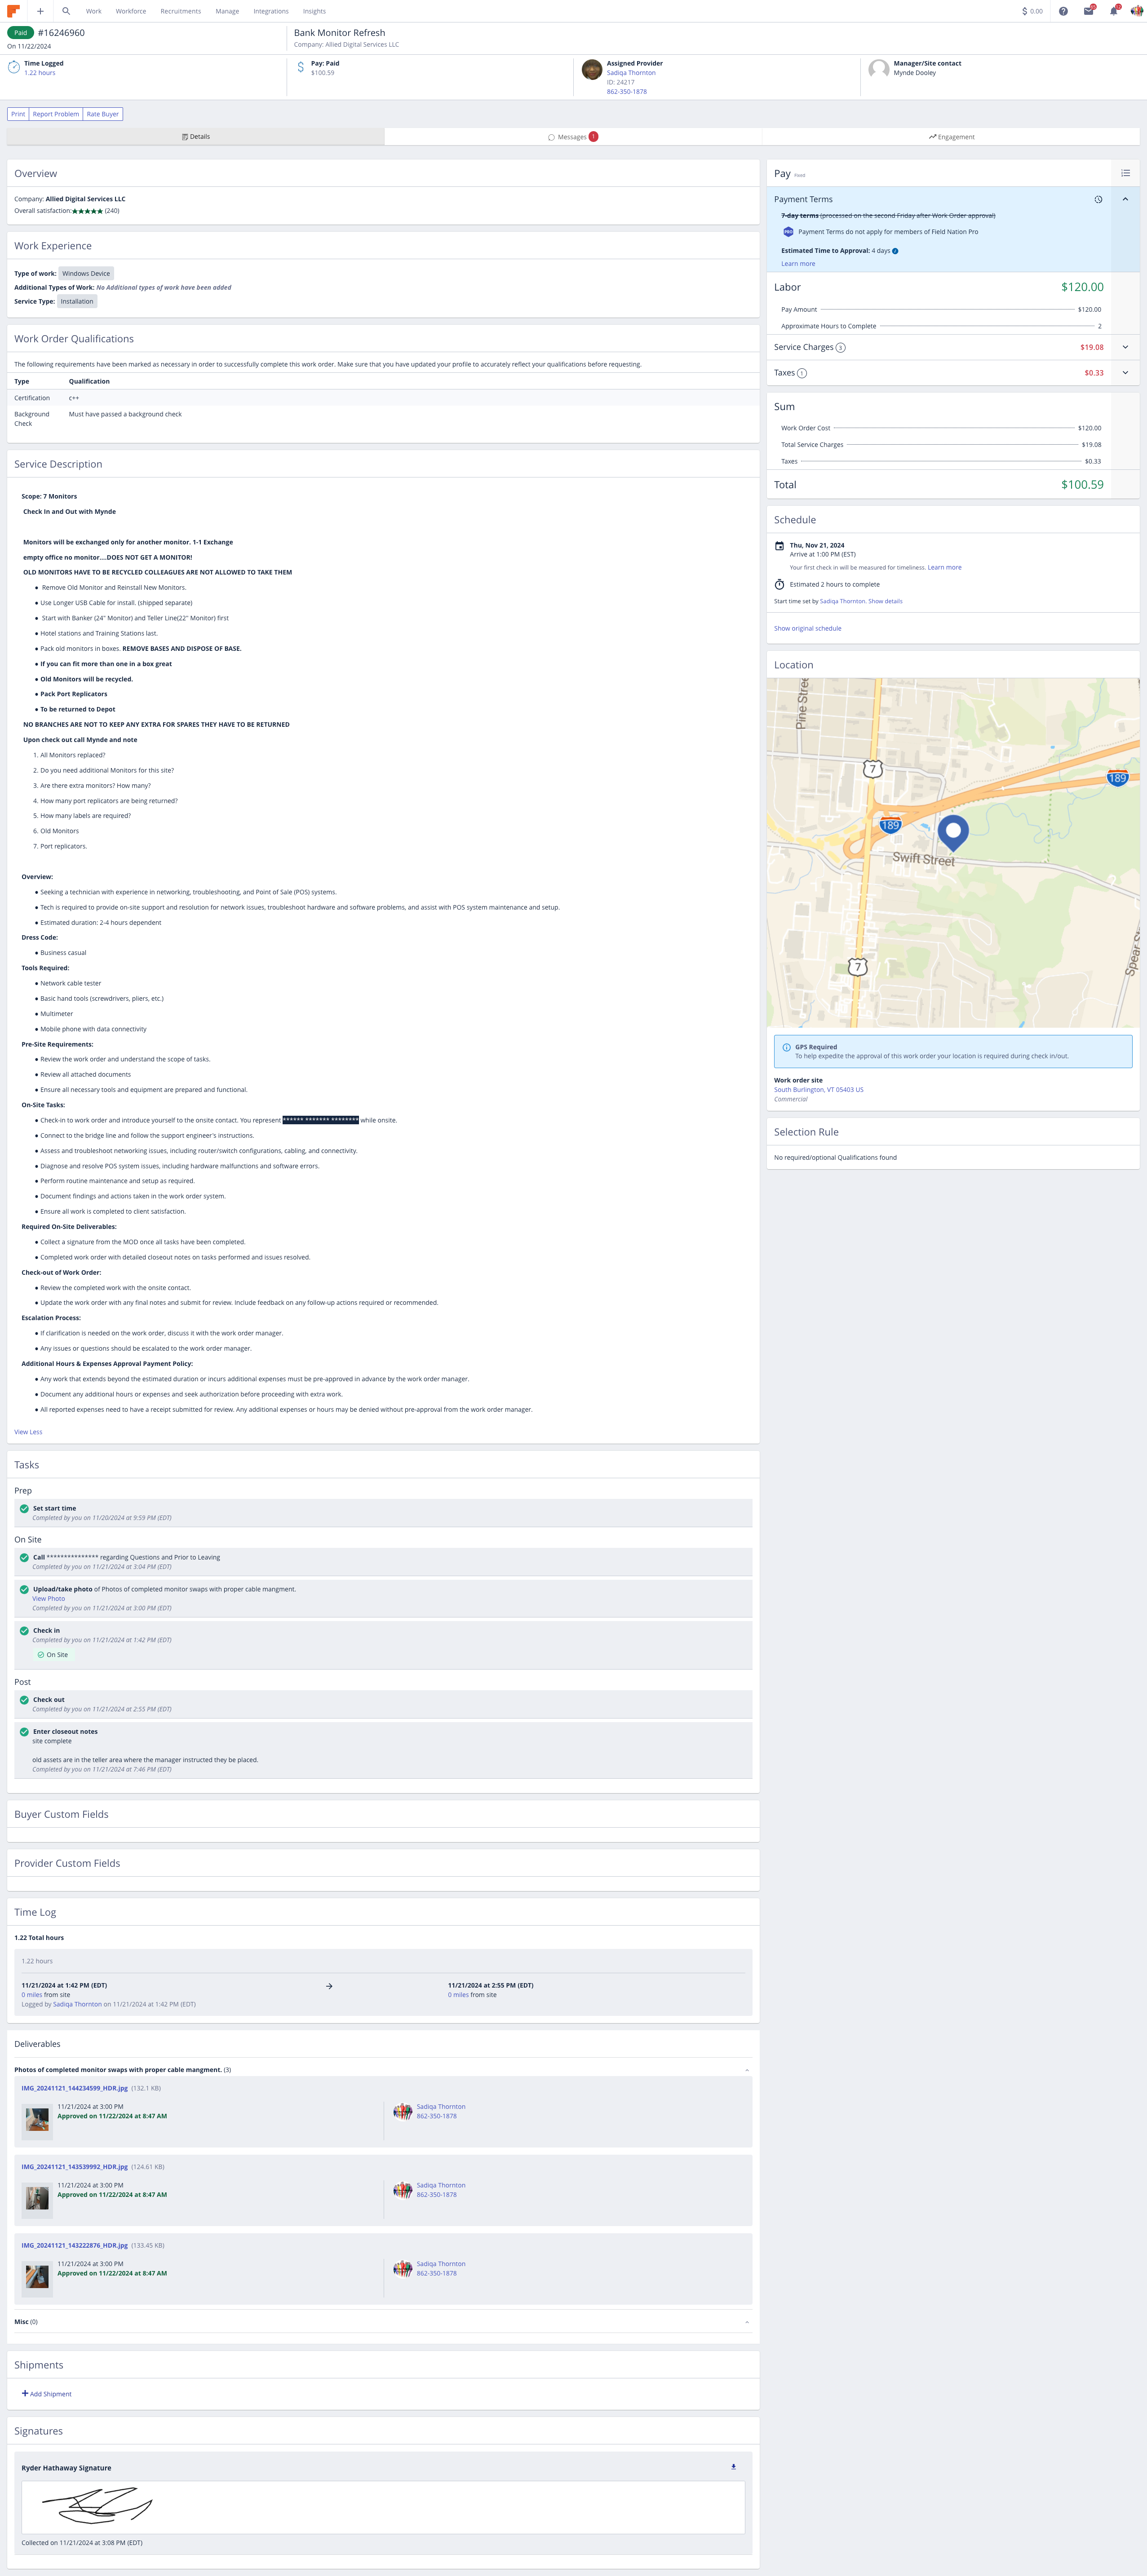 Work
Workforce
Recruitments
Manage
Integrations
Insights
$ 0.00
Paid #16246960
On 11/22/2024
Bank Monitor Refresh
Company: Allied Digital Services LLC
Time Logged
1.22 hours
Pay: Paid
$100.59
Assigned Provider
Sadiqa Thornton
ID: 24217
862-350-1878
Manager/Site contact
Mynde Dooley
Print
Report Problem
Rate Buyer
Details
Messages 1
Engagement
Overview
Company: Allied Digital Services LLC
Overall satisfaction:★★★★★ (240)
Work Experience
Type of work: Windows Device
Additional Types of Work: No Additional types of work have been added
Service Type: Installation
Work Order Qualifications
The following requirements have been marked as necessary in order to successfully complete this work order. Make sure that you have updated your profile to accurately reflect your qualifications before requesting.
Type Qualification
Certification c++
Background Check Must have passed a background check
Service Description
Scope: 7 Monitors
Check In and Out with Mynde
Monitors will be exchanged only for another monitor. 1-1 Exchange
empty office no monitor....DOES NOT GET A MONITOR!
OLD MONITORS HAVE TO BE RECYCLED COLLEAGUES ARE NOT ALLOWED TO TAKE THEM
● Remove Old Monitor and Reinstall New Monitors.
● Use Longer USB Cable for install. (shipped separate)
● Start with Banker (24" Monitor) and Teller Line(22" Monitor) first
● Hotel stations and Training Stations last.
● Pack old monitors in boxes. REMOVE BASES AND DISPOSE OF BASE.
● If you can fit more than one in a box great
● Old Monitors will be recycled.
● Pack Port Replicators
● To be returned to Depot
NO BRANCHES ARE NOT TO KEEP ANY EXTRA FOR SPARES THEY HAVE TO BE RETURNED
Upon check out call Mynde and note
1. All Monitors replaced?
2. Do you need additional Monitors for this site?
3. Are there extra monitors? How many?
4. How many port replicators are being returned?
5. How many labels are required?
6. Old Monitors
7. Port replicators.
Overview:
● Seeking a technician with experience in networking, troubleshooting, and Point of Sale (POS) systems.
● Tech is required to provide on-site support and resolution for network issues, troubleshoot hardware and software problems, and assist with POS system maintenance and setup.
● Estimated duration: 2-4 hours dependent
Dress Code:
● Business casual
Tools Required:
● Network cable tester
● Basic hand tools (screwdrivers, pliers, etc.)
● Multimeter
● Mobile phone with data connectivity
Pre-Site Requirements:
● Review the work order and understand the scope of tasks.
● Review all attached documents
● Ensure all necessary tools and equipment are prepared and functional.
On-Site Tasks:
● Check-in to work order and introduce yourself to the onsite contact. You represent ****** ******* ******** while onsite.
● Connect to the bridge line and follow the support engineer's instructions.
● Assess and troubleshoot networking issues, including router/switch configurations, cabling, and connectivity.
● Diagnose and resolve POS system issues, including hardware malfunctions and software errors.
● Perform routine maintenance and setup as required.
● Document findings and actions taken in the work order system.
● Ensure all work is completed to client satisfaction.
Required On-Site Deliverables:
● Collect a signature from the MOD once all tasks have been completed.
● Completed work order with detailed closeout notes on tasks performed and issues resolved.
Check-out of Work Order:
● Review the completed work with the onsite contact.
● Update the work order with any final notes and submit for review. Include feedback on any follow-up actions required or recommended.
Escalation Process:
● If clarification is needed on the work order, discuss it with the work order manager.
● Any issues or questions should be escalated to the work order manager.
Additional Hours & Expenses Approval Payment Policy:
● Any work that extends beyond the estimated duration or incurs additional expenses must be pre-approved in advance by the work order manager.
● Document any additional hours or expenses and seek authorization before proceeding with extra work.
● All reported expenses need to have a receipt submitted for review. Any additional expenses or hours may be denied without pre-approval from the work order manager.
View Less
Tasks
Prep
Set start time
Completed by you on 11/20/2024 at 9:59 PM (EDT)
On Site
Call *************** regarding Questions and Prior to Leaving
Completed by you on 11/21/2024 at 3:04 PM (EDT)
Upload/take photo of Photos of completed monitor swaps with proper cable mangment.
View Photo
Completed by you on 11/21/2024 at 3:00 PM (EDT)
Check in
Completed by you on 11/21/2024 at 1:42 PM (EDT)
On Site
Post
Check out
Completed by you on 11/21/2024 at 2:55 PM (EDT)
Enter closeout notes
site complete
old assets are in the teller area where the manager instructed they be placed.
Completed by you on 11/21/2024 at 7:46 PM (EDT)
Buyer Custom Fields
Provider Custom Fields
Time Log
1.22 Total hours
1.22 hours
11/21/2024 at 1:42 PM (EDT) → 11/21/2024 at 2:55 PM (EDT)
0 miles from site 0 miles from site
Logged by Sadiqa Thornton on 11/21/2024 at 1:42 PM (EDT)
Deliverables
Photos of completed monitor swaps with proper cable mangment. (3)
IMG_20241121_144234599_HDR.jpg (132.1 KB)
11/21/2024 at 3:00 PM
Approved on 11/22/2024 at 8:47 AM
Sadiqa Thornton
862-350-1878
IMG_20241121_143539992_HDR.jpg (124.61 KB)
11/21/2024 at 3:00 PM
Approved on 11/22/2024 at 8:47 AM
Sadiqa Thornton
862-350-1878
IMG_20241121_143222876_HDR.jpg (133.45 KB)
11/21/2024 at 3:00 PM
Approved on 11/22/2024 at 8:47 AM
Sadiqa Thornton
862-350-1878
Misc (0)
Shipments
+ Add Shipment
Signatures
Ryder Hathaway Signature
Collected on 11/21/2024 at 3:08 PM (EDT)
Pay Fixed
Payment Terms
7-day terms (processed on the second Friday after Work Order approval)
PRO Payment Terms do not apply for members of Field Nation Pro
Estimated Time to Approval: 4 days
Learn more
Labor $120.00
Pay Amount $120.00
Approximate Hours to Complete 2
Service Charges 3 $19.08
Taxes 1 $0.33
Sum
Work Order Cost $120.00
Total Service Charges $19.08
Taxes $0.33
Total $100.59
Schedule
Thu, Nov 21, 2024
Arrive at 1:00 PM (EST)
Your first check in will be measured for timeliness. Learn more
Estimated 2 hours to complete
Start time set by Sadiqa Thornton. Show details
Show original schedule
Location
7
189
189
Swift Street
7
GPS Required
To help expedite the approval of this work order your location is required during check in/out.
Work order site
South Burlington, VT 05403 US
Commercial
Selection Rule
No required/optional Qualifications found